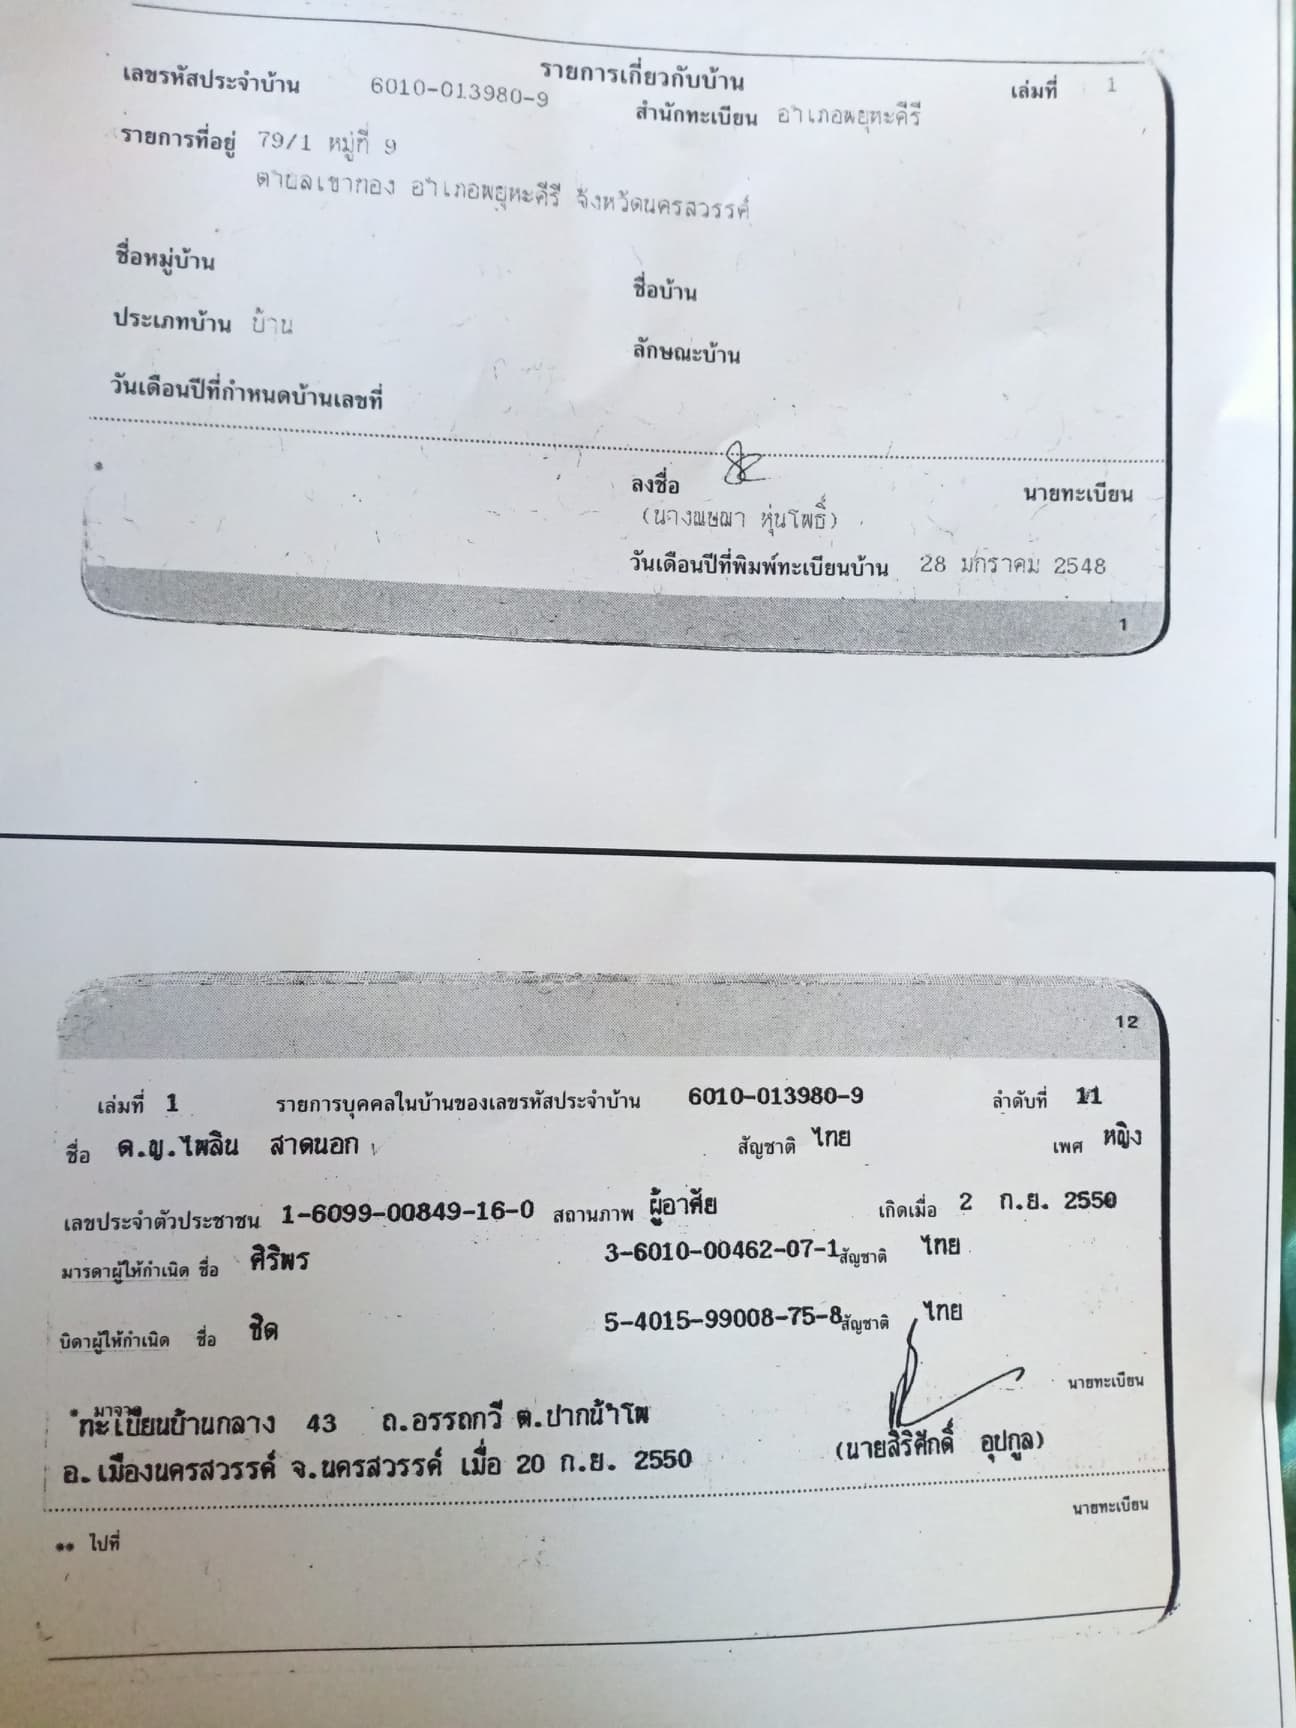 รายการเกี่ยวกับบ้าน เล่มที่ 1
เลขรหัสประจำบ้าน 6010-013980-9 สำนักทะเบียน อำเภอพยุหะคีรี
รายการที่อยู่ 79/1 หมู่ที่ 9
ตำบลเขาทอง อำเภอพยุหะคีรี จังหวัดนครสวรรค์
ชื่อหมู่บ้าน ชื่อบ้าน
ประเภทบ้าน บ้าน ลักษณะบ้าน
วันเดือนปีที่กำหนดบ้านเลขที่
ลงชื่อ นายทะเบียน
(นางณษฌา หุ่นโพธิ์)
วันเดือนปีที่พิมพ์ทะเบียนบ้าน 28 มกราคม 2548
1
12
เล่มที่ 1 รายการบุคคลในบ้านของเลขรหัสประจำบ้าน 6010-013980-9 ลำดับที่ 11
ชื่อ ด.ญ.ไพลิน สาดนอก สัญชาติ ไทย เพศ หญิง
เลขประจำตัวประชาชน 1-6099-00849-16-0 สถานภาพ ผู้อาศัย เกิดเมื่อ 2 ก.ย. 2550
มารดาผู้ให้กำเนิด ชื่อ ศิริพร 3-6010-00462-07-1 สัญชาติ ไทย
บิดาผู้ให้กำเนิด ชื่อ ชิด 5-4015-99008-75-8 สัญชาติ ไทย
นายทะเบียน
* มาจาก ทะเบียนบ้านกลาง 43 ถ.อรรถกวี ต.ปากน้ำโพ
อ.เมืองนครสวรรค์ จ.นครสวรรค์ เมื่อ 20 ก.ย. 2550 (นายสิริศักดิ์ อุปกูล)
นายทะเบียน
** ไปที่